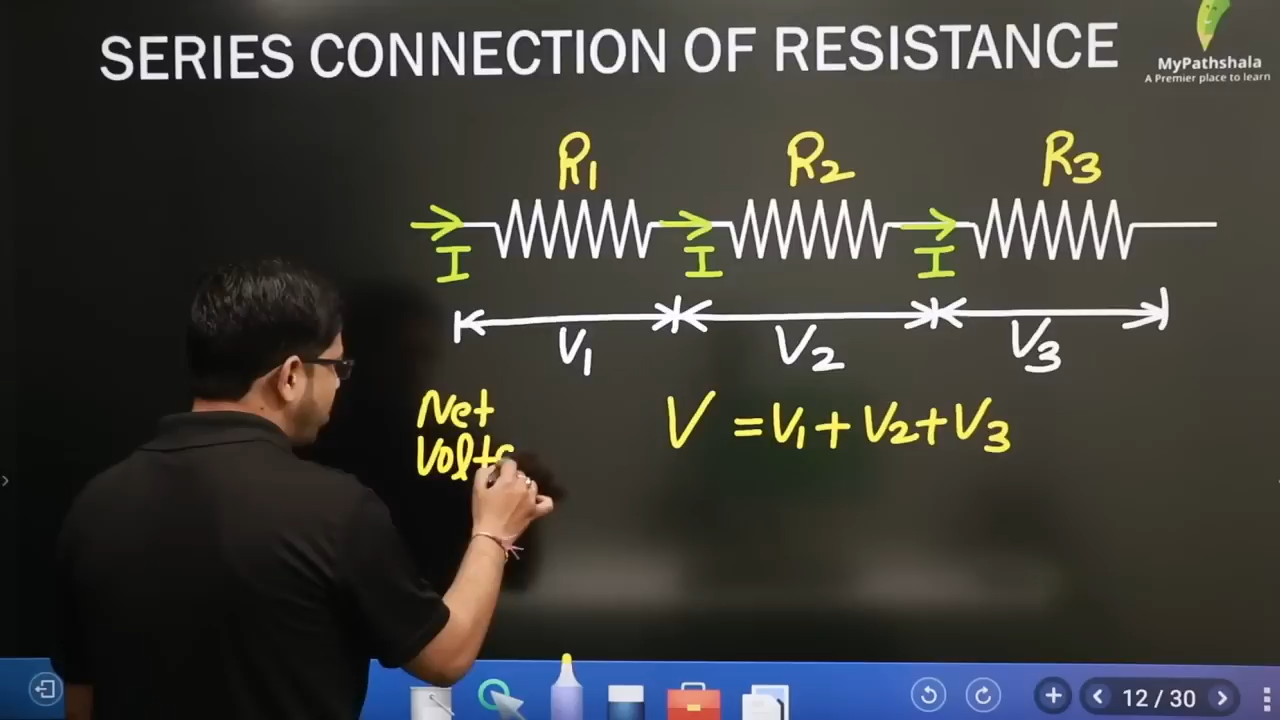 SERIES CONNECTION OF RESISTANCE
MyPathshala
A Premier place to learn
R1 R2 R3
I I I
V1 V2 V3
Net
V = V1 + V2 + V3
12 / 30